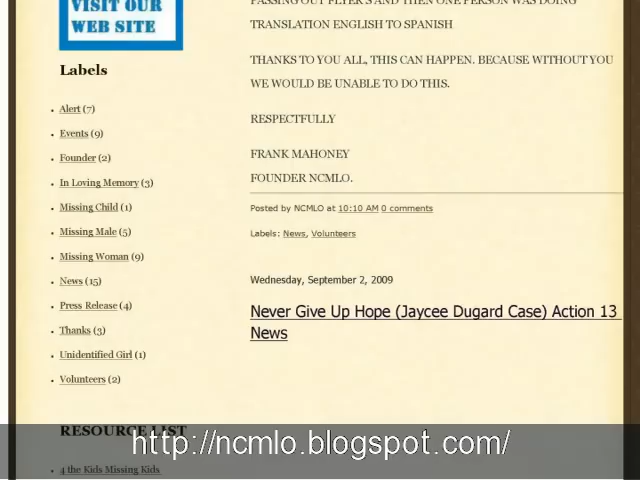 VISIT OUR
WEB SITE
Labels
Alert (7)
Events (9)
Founder (2)
In Loving Memory (3)
Missing Child (1)
Missing Male (5)
Missing Woman (9)
News (15)
Press Release (4)
Thanks (3)
Unidentified Girl (1)
Volunteers (2)
RESOURCE LIST
4 the Kids Missing Kids
PASSING OUT FLYER'S AND THEN ONE PERSON WAS DOING
TRANSLATION ENGLISH TO SPANISH
THANKS TO YOU ALL, THIS CAN HAPPEN. BECAUSE WITHOUT YOU
WE WOULD BE UNABLE TO DO THIS.
RESPECTFULLY
FRANK MAHONEY
FOUNDER NCMLO.
Posted by NCMLO at 10:10 AM 0 comments
Labels: News, Volunteers
Wednesday, September 2, 2009
Never Give Up Hope (Jaycee Dugard Case) Action 13
News
http://ncmlo.blogspot.com/